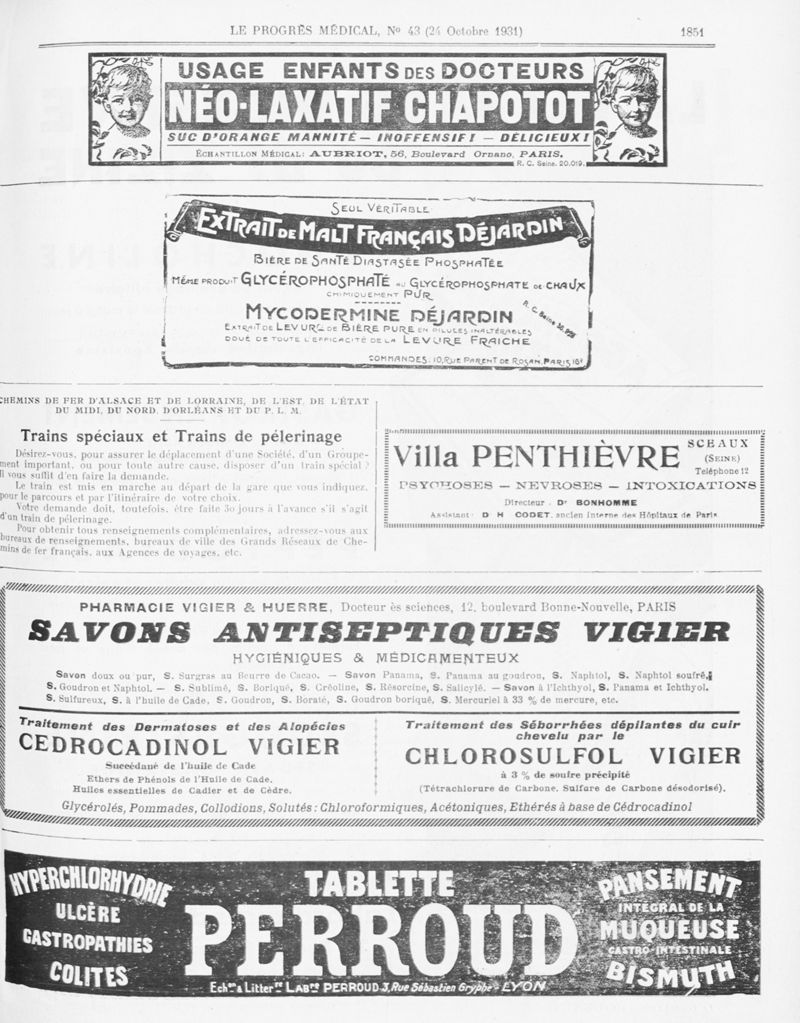 LE PROGRÈS MÉDICAL, No 43 (24 Octobre 1931) 1851
USAGE ENFANTS DES DOCTEURS
NÉO-LAXATIF CHAPOTOT
SUC D'ORANGE MANNITÉ — INOFFENSIF! — DÉLICIEUX!
ÉCHANTILLON MÉDICAL: AUBRIOT, 56, Boulevard Ornano, PARIS.
R. C. Seine. 20.019.
SEUL VÉRITABLE
EXTRAIT DE MALT FRANÇAIS DÉJARDIN
BIÈRE DE SANTÉ DIASTASÉE PHOSPHATÉE
MÊME PRODUIT GLYCÉROPHOSPHATÉ AU GLYCÉROPHOSPHATE DE CHAUX
CHIMIQUEMENT PUR
MYCODERMINE DÉJARDIN
R. C. Seine
EXTRAIT DE LEVURE DE BIÈRE PURE EN PILULES INALTÉRABLES
DOUÉ DE TOUTE L'EFFICACITÉ DE LA LEVURE FRAICHE
COMMANDES. 10, RUE PARENT DE ROSAN, PARIS 16e
CHEMINS DE FER D'ALSACE ET DE LORRAINE, DE L'EST, DE L'ÉTAT
DU MIDI, DU NORD, D'ORLÉANS ET DU P. L. M.
Trains spéciaux et Trains de pélerinage
Désirez-vous, pour assurer le déplacement d'une Société, d'un Groupe-
ment important, ou pour toute autre cause, disposer d'un train spécial?
Il vous suffit d'en faire la demande.
Le train est mis en marche au départ de la gare que vous indiquez,
pour le parcours et par l'itinéraire de votre choix.
Votre demande doit, toutefois, être faite 30 jours à l'avance s'il s'agit
d'un train de pélerinage.
Pour obtenir tous renseignements complémentaires, adressez-vous aux
bureaux de renseignements, bureaux de ville des Grands Réseaux de Che-
mins de fer français, aux Agences de voyages, etc.
Villa PENTHIÈVRE SCEAUX
(SEINE)
Téléphone 12
PSYCHOSES — NÉVROSES — INTOXICATIONS
Directeur : Dr BONHOMME
Assistant : D H CODET, ancien interne des Hôpitaux de Paris
PHARMACIE VIGIER & HUERRE, Docteur ès sciences, 12, boulevard Bonne-Nouvelle, PARIS
SAVONS ANTISEPTIQUES VIGIER
HYGIÉNIQUES & MÉDICAMENTEUX
Savon doux ou pur, S. Surgras au Beurre de Cacao. — Savon Panama, S. Panama au goudron, S. Naphtol, S. Naphtol soufré,
S. Goudron et Naphtol. — S. Sublimé, S. Boriqué, S. Créoline, S. Résorcine, S. Salicylé. — Savon à l'Ichthyol, S. Panama et Ichthyol.
S. Sulfureux, S. à l'huile de Cade, S. Goudron, S. Boraté, S. Goudron boriqué, S. Mercuriel à 33 % de mercure, etc.
Traitement des Dermatoses et des Alopécies
CEDROCADINOL VIGIER
Succédané de l'huile de Cade
Ethers de Phénols de l'Huile de Cade.
Huiles essentielles de Cadier et de Cèdre.
Traitement des Séborrhées dépilantes du cuir
chevelu par le
CHLOROSULFOL VIGIER
à 3 % de soufre précipité
(Tétrachlorure de Carbone, Sulfure de Carbone désodorisé).
Glycérolés, Pommades, Collodions, Solutés : Chloroformiques, Acétoniques, Ethérés à base de Cédrocadinol
HYPERCHLORHYDRIE
ULCÈRE
GASTROPATHIES
COLITES
TABLETTE
PERROUD
Echons & Littere LABres PERROUD 3, Rue Sébastien Gryphe - LYON
PANSEMENT
INTÉGRAL DE LA
MUQUEUSE
GASTRO-INTESTINALE
BISMUTH